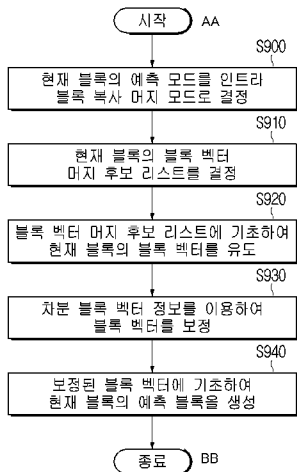 시작 AA
S900
현재 블록의 예측 모드를 인트라
블록 복사 머지 모드로 결정
S910
현재 블록의 블록 벡터
머지 후보 리스트를 결정
S920
블록 벡터 머지 후보 리스트에 기초하여
현재 블록의 블록 벡터를 유도
S930
차분 블록 벡터 정보를 이용하여
블록 벡터를 보정
S940
보정된 블록 벡터에 기초하여
현재 블록의 예측 블록을 생성
종료 BB